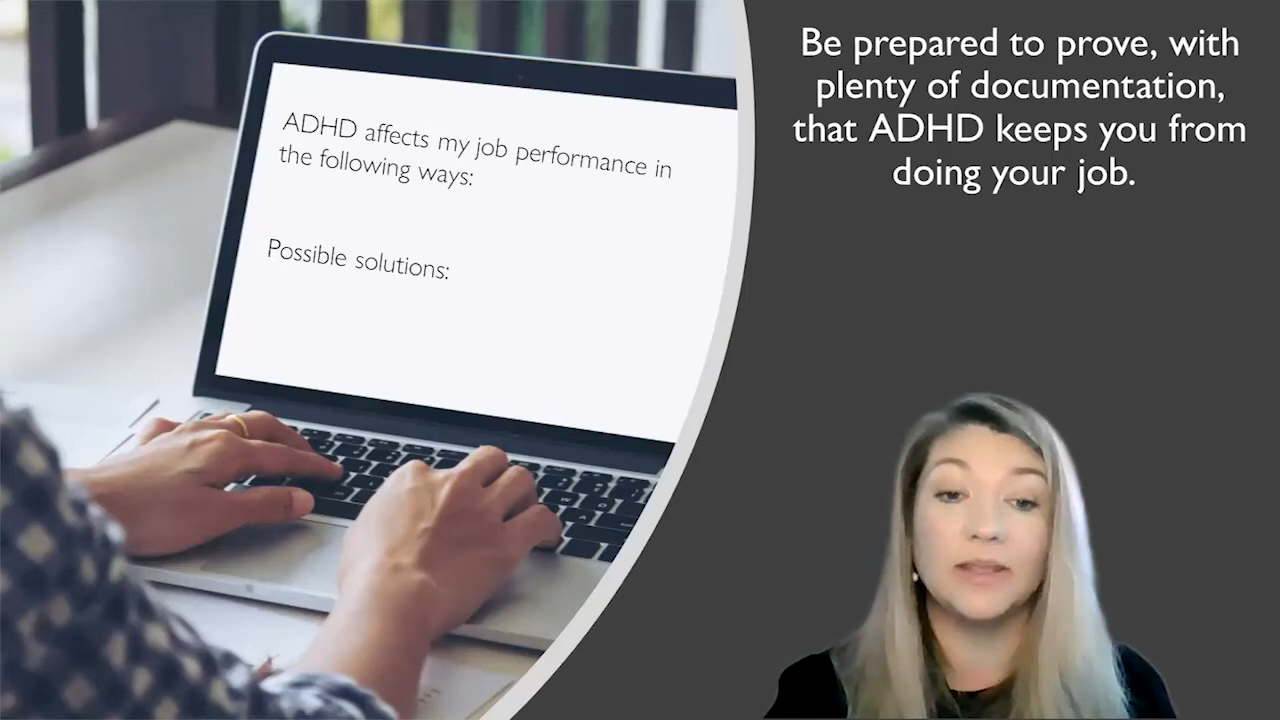 ADHD affects my job performance in
the following ways:
Possible solutions:
Be prepared to prove, with
plenty of documentation,
that ADHD keeps you from
doing your job.